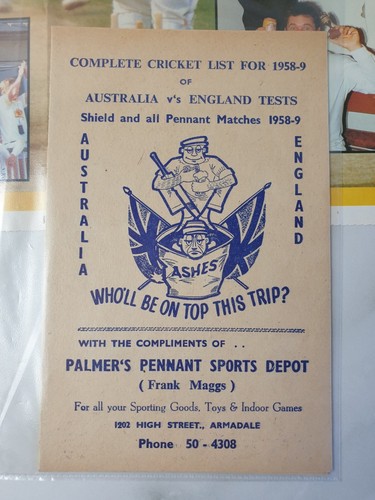 COMPLETE CRICKET LIST FOR 1958-9
OF
AUSTRALIA v's ENGLAND TESTS
Shield and all Pennant Matches 1958-9
AUSTRALIA
ENGLAND
ASHES
WHO'LL BE ON TOP THIS TRIP?
WITH THE COMPLIMENTS OF . .
PALMER'S PENNANT SPORTS DEPOT
( Frank Maggs )
For all your Sporting Goods, Toys & Indoor Games
1202 HIGH STREET., ARMADALE
Phone 50 - 4308